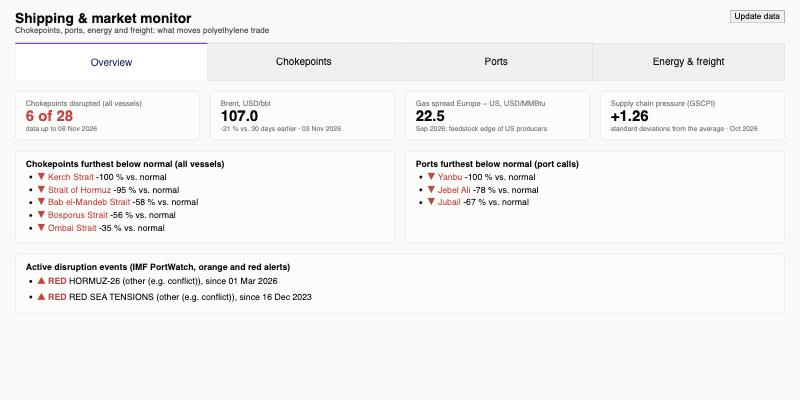 Shipping & market monitor
Chokepoints, ports, energy and freight: what moves polyethylene trade
Update data
Overview
Chokepoints
Ports
Energy & freight
Chokepoints disrupted (all vessels)
6 of 28
data up to 08 Nov 2026
Brent, USD/bbl
107.0
-21 % vs. 30 days earlier · 03 Nov 2026
Gas spread Europe – US, USD/MMBtu
22.5
Sep 2026: feedstock edge of US producers
Supply chain pressure (GSCPI)
+1.26
standard deviations from the average · Oct 2026
Chokepoints furthest below normal (all vessels)
• ▼ Kerch Strait -100 % vs. normal
• ▼ Strait of Hormuz -95 % vs. normal
• ▼ Bab el-Mandeb Strait -58 % vs. normal
• ▼ Bosporus Strait -56 % vs. normal
• ▼ Ombai Strait -35 % vs. normal
Ports furthest below normal (port calls)
• ▼ Yanbu -100 % vs. normal
• ▼ Jebel Ali -78 % vs. normal
• ▼ Jubail -67 % vs. normal
Active disruption events (IMF PortWatch, orange and red alerts)
• ▲ RED HORMUZ-26 (other (e.g. conflict)), since 01 Mar 2026
• ▲ RED RED SEA TENSIONS (other (e.g. conflict)), since 16 Dec 2023